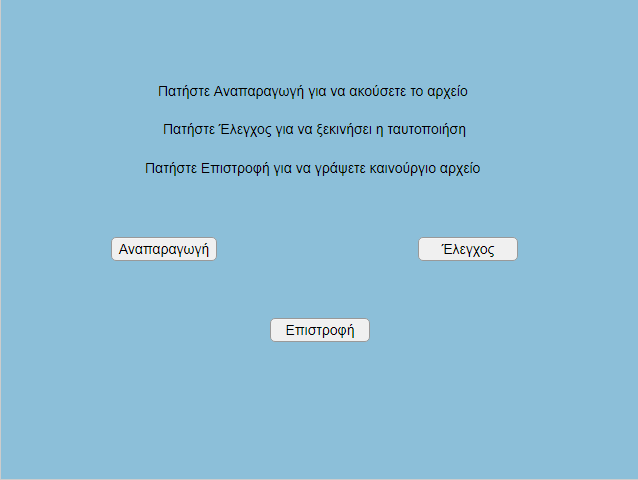 Πατήστε Αναπαραγωγή για να ακούσετε το αρχείο
Πατήστε Έλεγχος για να ξεκινήσει η ταυτοποιήση
Πατήστε Επιστροφή για να γράψετε καινούργιο αρχείο
Αναπαραγωγή
Έλεγχος
Επιστροφή